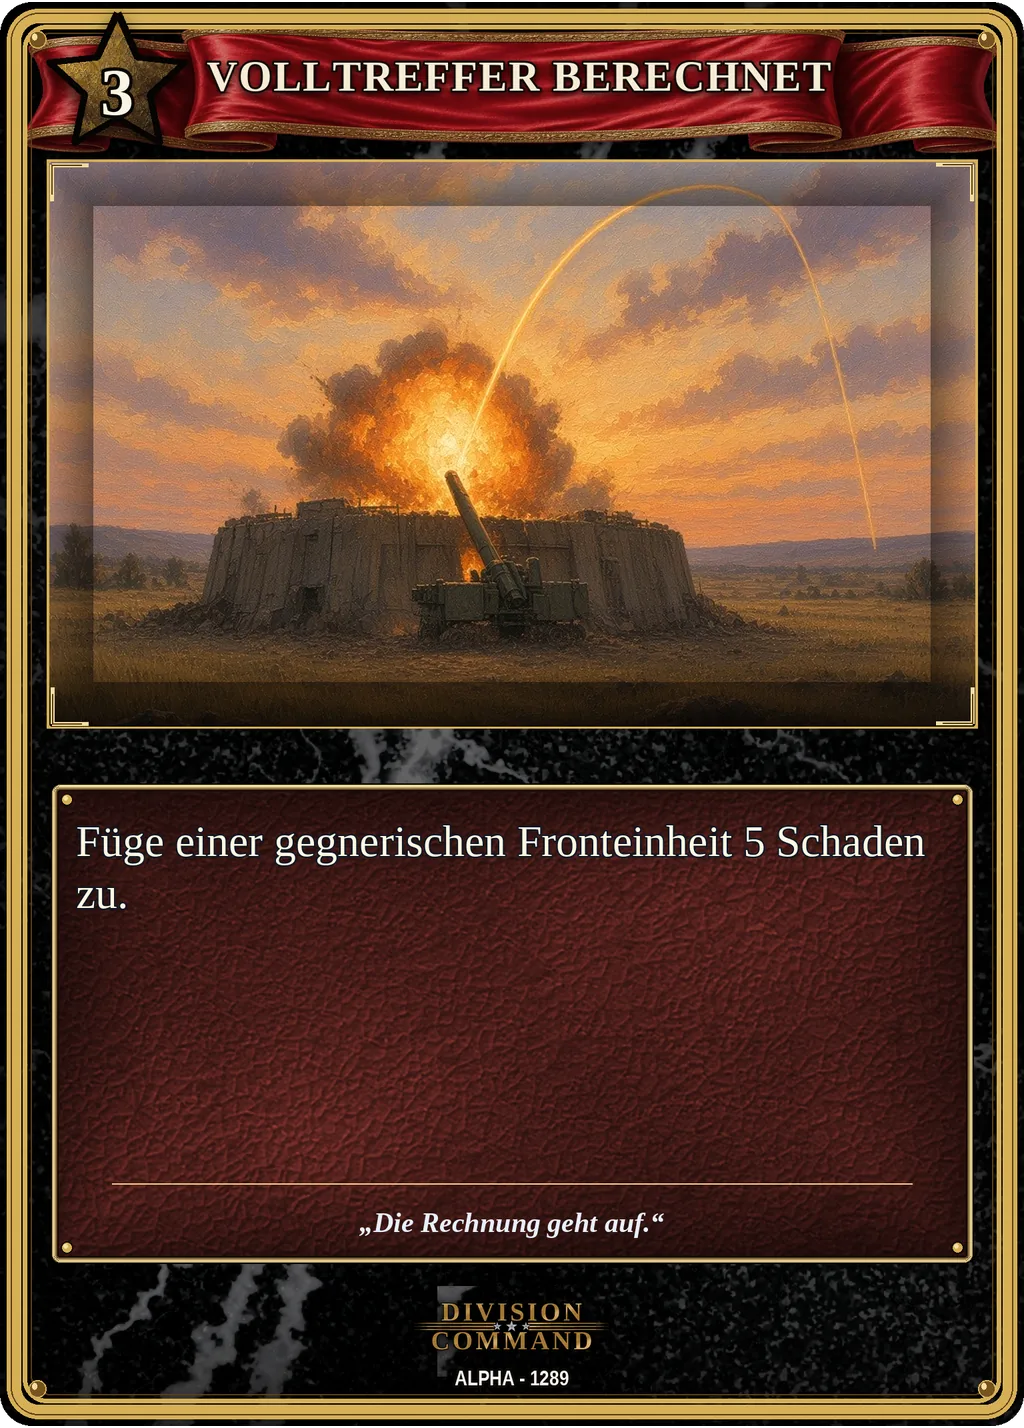 3
VOLLTREFFER BERECHNET
Füge einer gegnerischen Fronteinheit 5 Schaden
zu.
„Die Rechnung geht auf.“
DIVISION
COMMAND
ALPHA - 1289